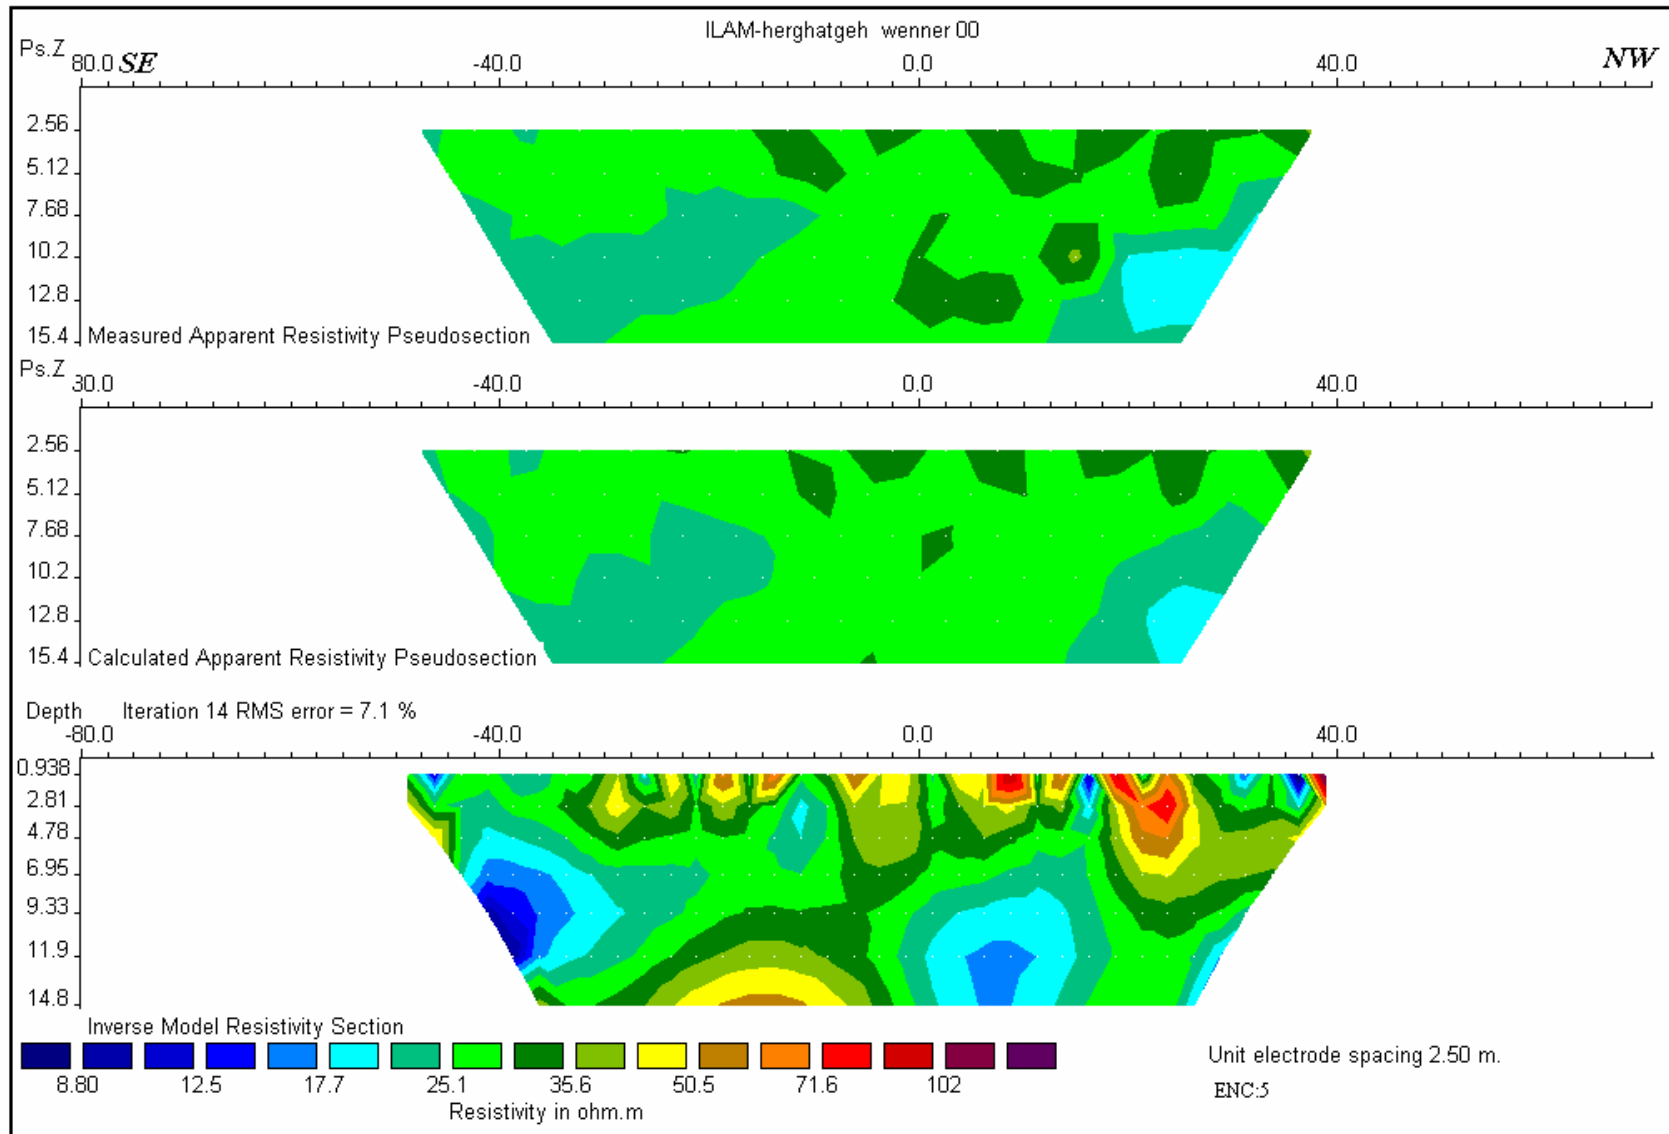 ILAM-herghatgeh wenner 00
Ps.Z
80.0 SE -40.0 0.0 40.0 NW
2.56
5.12
7.68
10.2
12.8
15.4 Measured Apparent Resistivity Pseudosection
Ps.Z
30.0 -40.0 0.0 40.0
2.56
5.12
7.68
10.2
12.8
15.4 Calculated Apparent Resistivity Pseudosection
Depth Iteration 14 RMS error = 7.1 %
-80.0 -40.0 0.0 40.0
0.938
2.81
4.78
6.95
9.33
11.9
14.8
Inverse Model Resistivity Section
8.80 12.5 17.7 25.1 35.6 50.5 71.6 102
Resistivity in ohm.m
Unit electrode spacing 2.50 m.
ENC:5